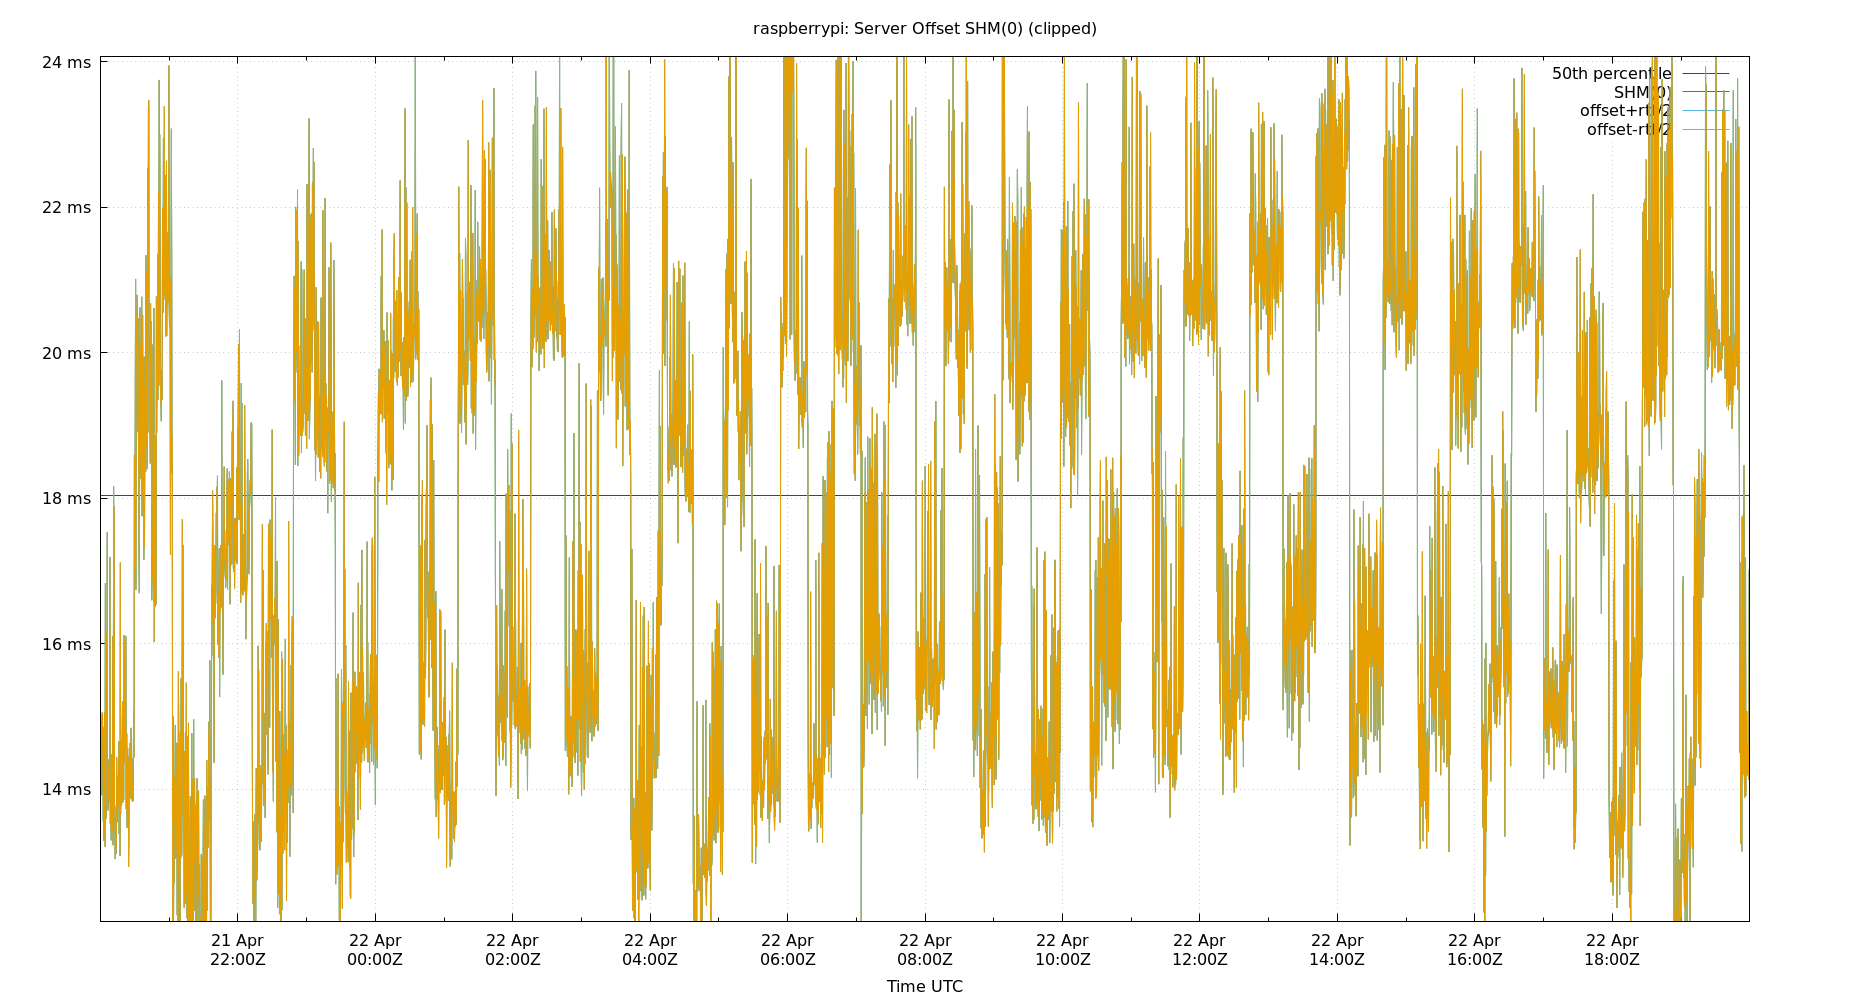 raspberrypi: Server Offset SHM(0) (clipped)
24 ms
22 ms
20 ms
18 ms
16 ms
14 ms
50th percentile
SHM(0)
offset+rtt/2
offset-rtt/2
21 Apr 22:00Z
22 Apr 00:00Z
22 Apr 02:00Z
22 Apr 04:00Z
22 Apr 06:00Z
22 Apr 08:00Z
22 Apr 10:00Z
22 Apr 12:00Z
22 Apr 14:00Z
22 Apr 16:00Z
22 Apr 18:00Z
Time UTC